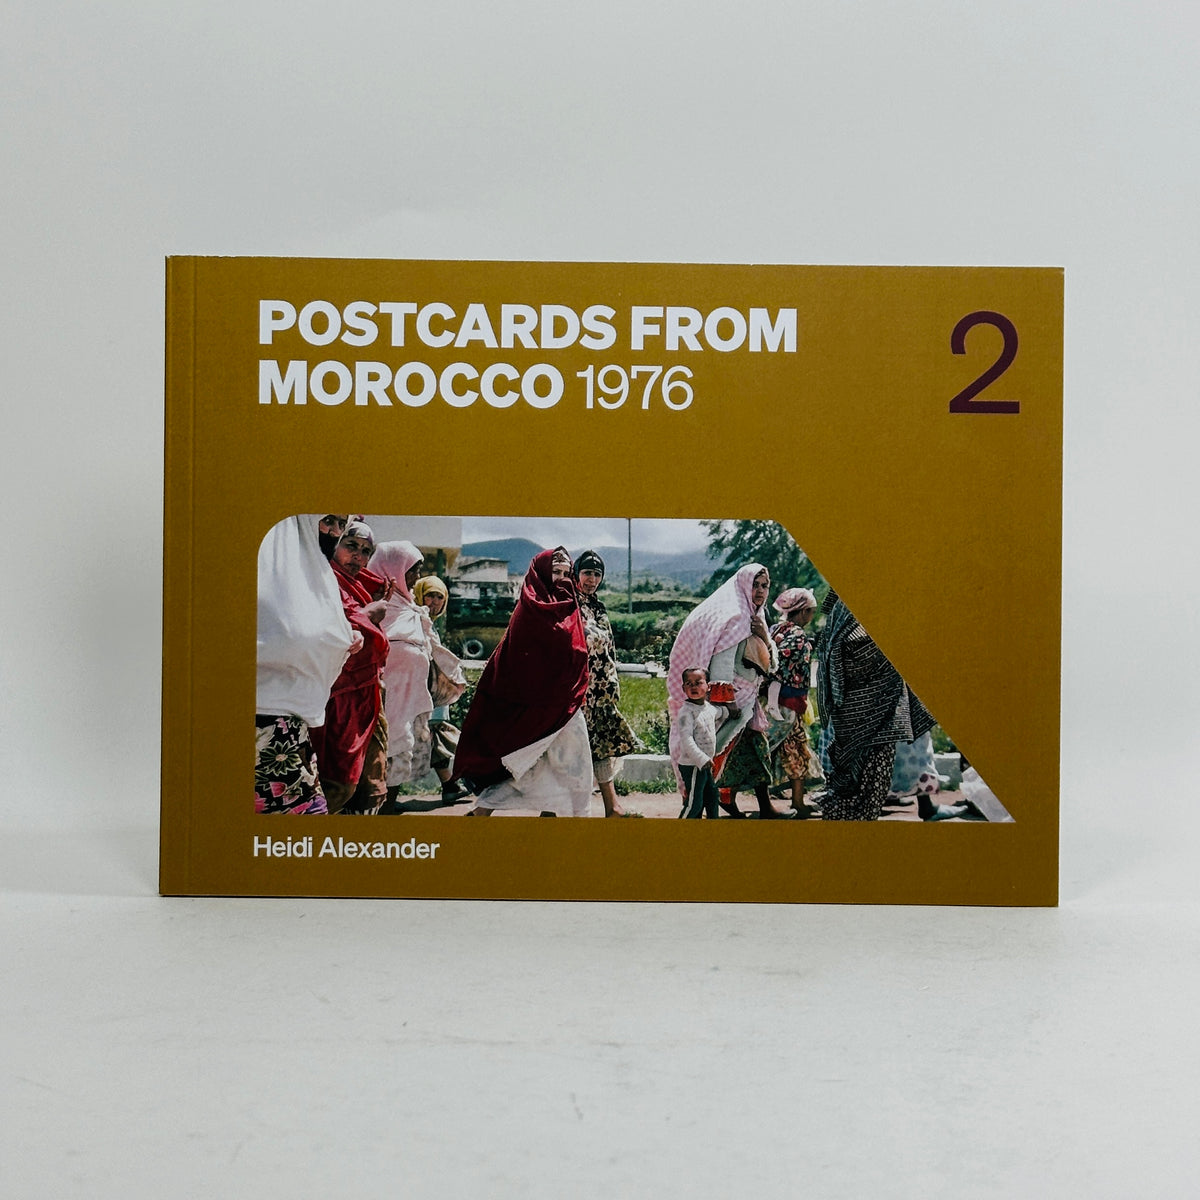 POSTCARDS FROM
MOROCCO 1976
2
Heidi Alexander